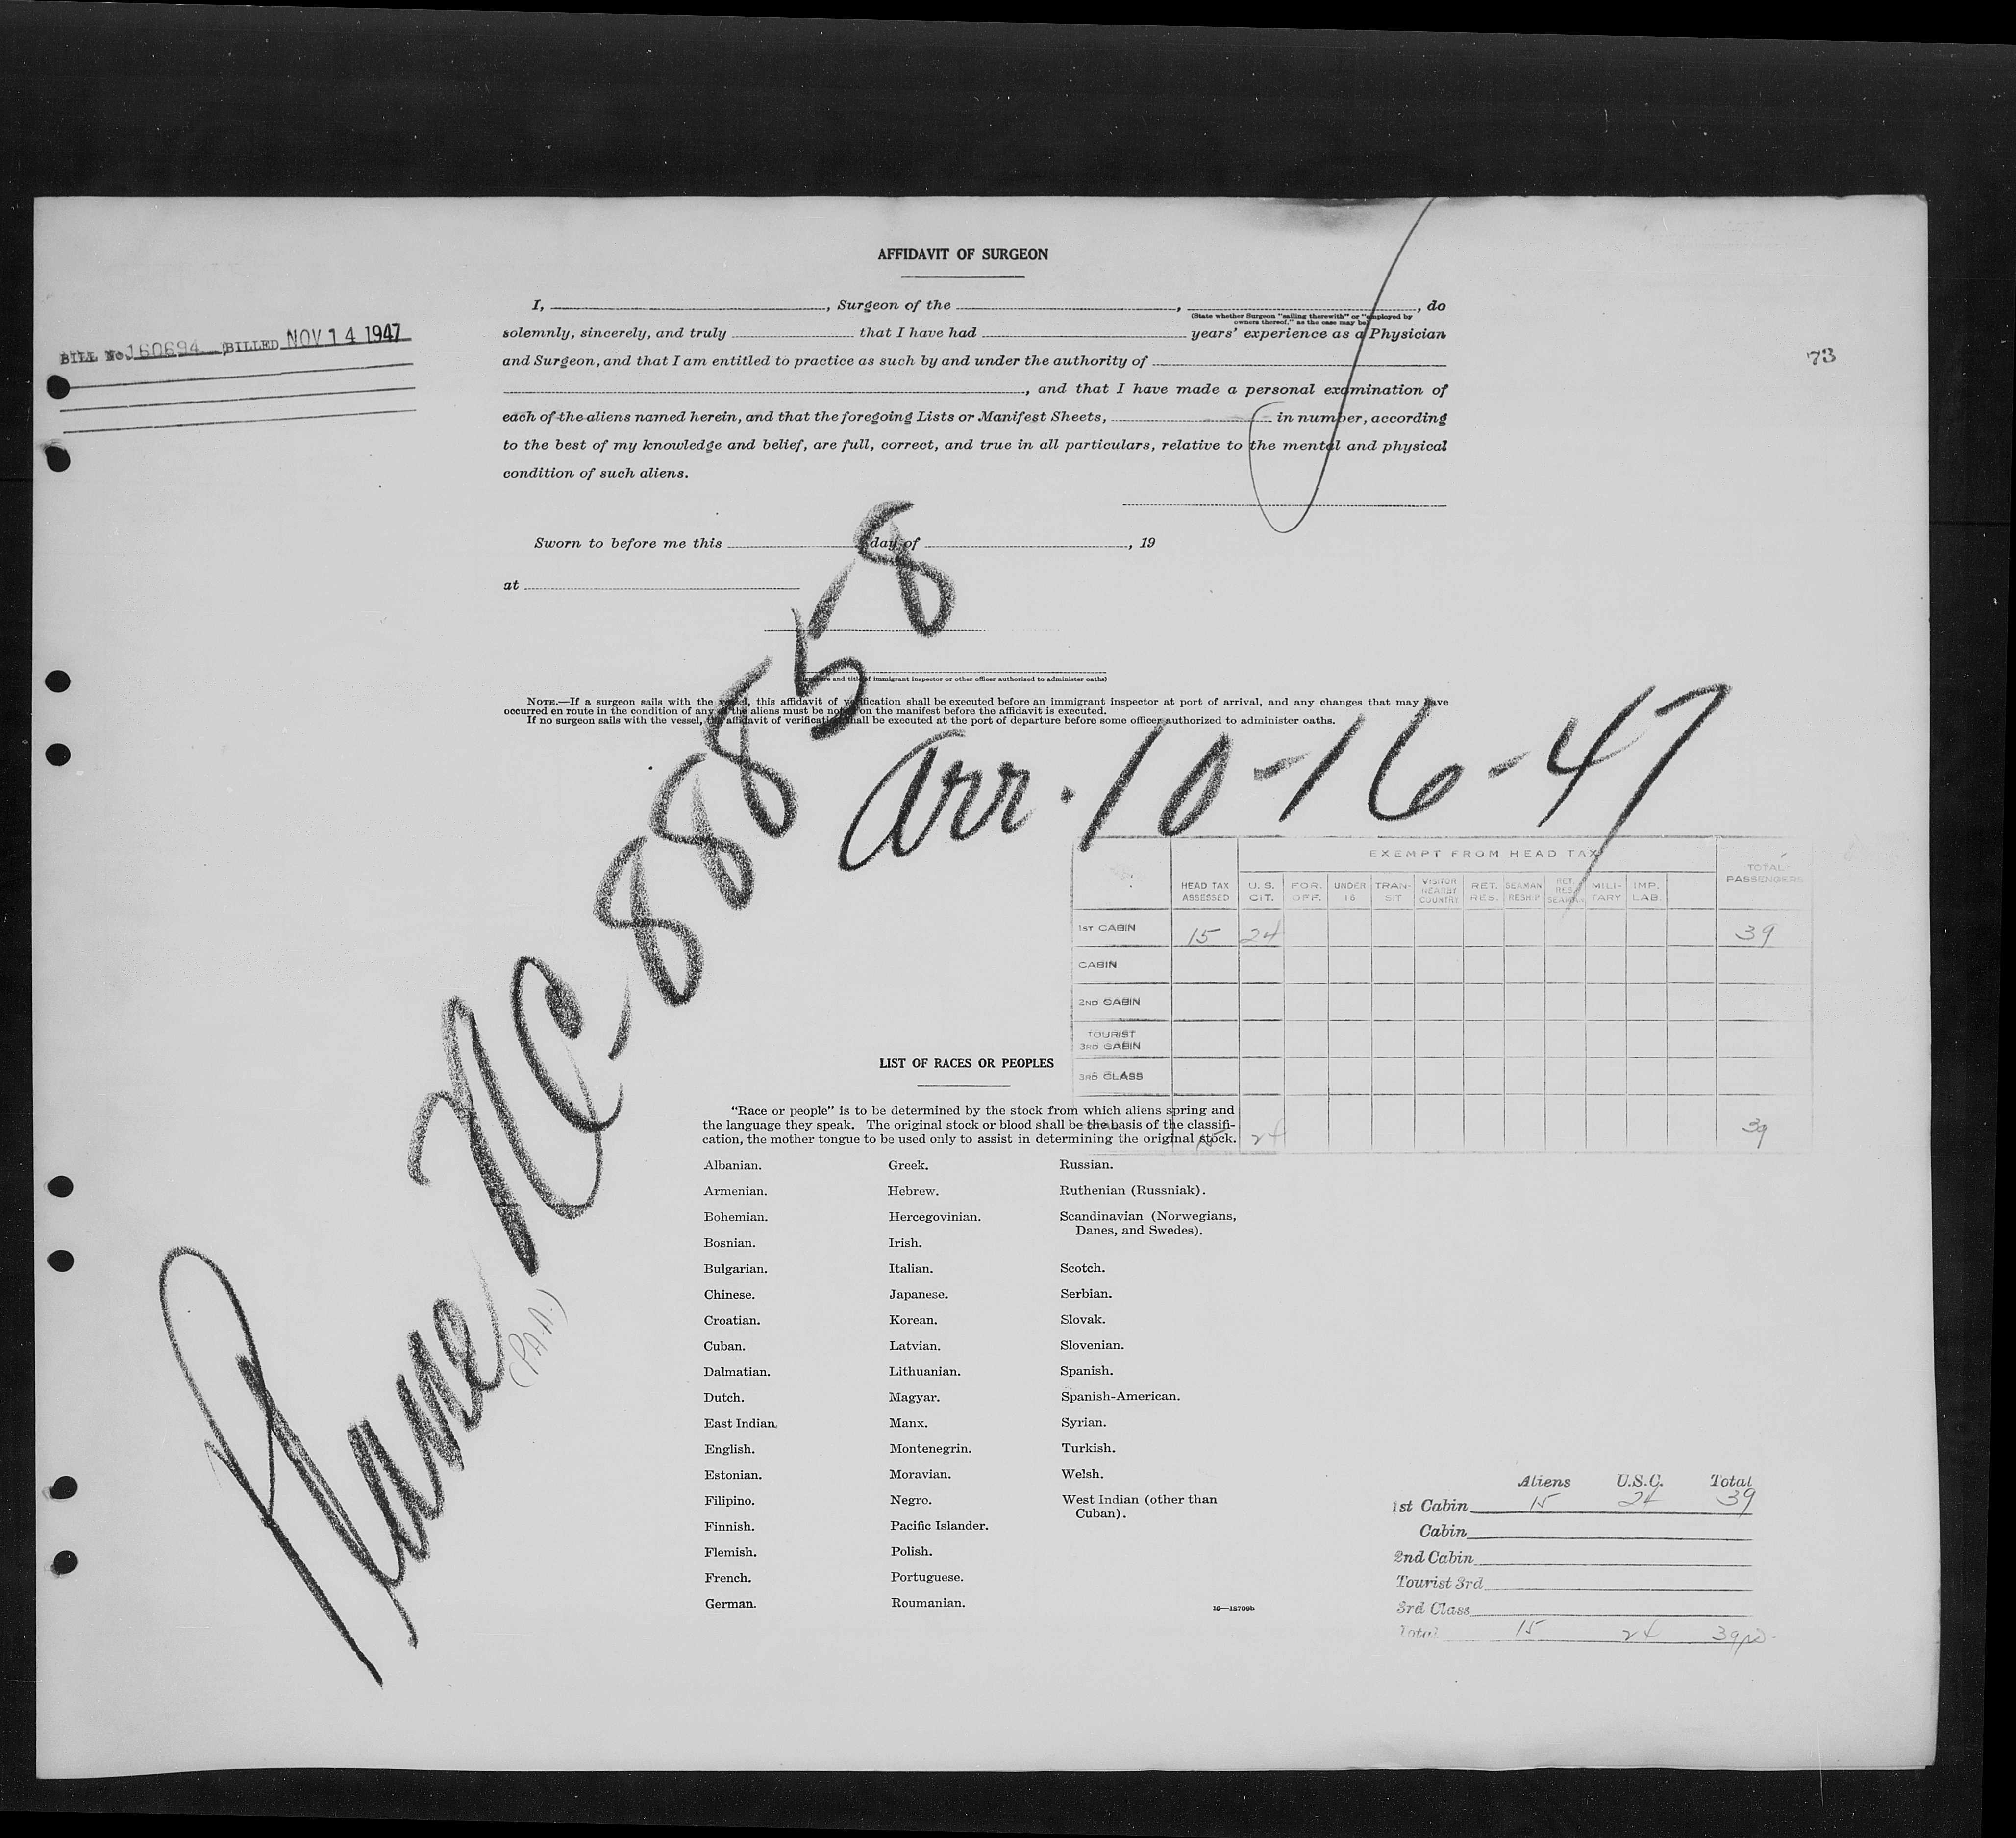 AFFIDAVIT OF SURGEON
I, , Surgeon of the , , do
(State whether Surgeon "sailing therewith" or "employed by
owners thereof," as the case may be)
solemnly, sincerely, and truly that I have had years' experience as a Physician
and Surgeon, and that I am entitled to practice as such by and under the authority of
, and that I have made a personal examination of
each of the aliens named herein, and that the foregoing Lists or Manifest Sheets, in number, according
to the best of my knowledge and belief, are full, correct, and true in all particulars, relative to the mental and physical
condition of such aliens.
BILL No. 160694 BILLED NOV 14 1947
73
Sworn to before me this day of , 19
at
and title of immigrant inspector or other officer authorized to administer oaths)
NOTE.—If a surgeon sails with the vessel, this affidavit of verification shall be executed before an immigrant inspector at port of arrival, and any changes that may have
occurred en route in the condition of any of the aliens must be noted on the manifest before the affidavit is executed.
If no surgeon sails with the vessel, the affidavit of verification shall be executed at the port of departure before some officer authorized to administer oaths.
Plane NC-88858
(P.A.A.)
Arr. 10-16-47
EXEMPT FROM HEAD TAX
HEAD TAX ASSESSED U. S. CIT. FOR. OFF. UNDER 16 TRAN-SIT VISITOR NEARBY COUNTRY RET. RES. SEAMAN RESHIP RET. RES. SEAMAN MILI-TARY IMP. LAB. TOTAL PASSENGERS
1ST CABIN 15 24 39
CABIN
2ND CABIN
TOURIST
3RD CABIN
3RD CLASS
15 24 39
LIST OF RACES OR PEOPLES
"Race or people" is to be determined by the stock from which aliens spring and
the language they speak. The original stock or blood shall be the basis of the classifi-
cation, the mother tongue to be used only to assist in determining the original stock.
Albanian.
Armenian.
Bohemian.
Bosnian.
Bulgarian.
Chinese.
Croatian.
Cuban.
Dalmatian.
Dutch.
East Indian.
English.
Estonian.
Filipino.
Finnish.
Flemish.
French.
German.
Greek.
Hebrew.
Hercegovinian.
Irish.
Italian.
Japanese.
Korean.
Latvian.
Lithuanian.
Magyar.
Manx.
Montenegrin.
Moravian.
Negro.
Pacific Islander.
Polish.
Portuguese.
Roumanian.
Russian.
Ruthenian (Russniak).
Scandinavian (Norwegians,
Danes, and Swedes).
Scotch.
Serbian.
Slovak.
Slovenian.
Spanish.
Spanish-American.
Syrian.
Turkish.
Welsh.
West Indian (other than
Cuban).
16—18709b
Aliens U.S.C. Total
1st Cabin 15 24 39
Cabin
2nd Cabin
Tourist 3rd
3rd Class
Total 15 24 39